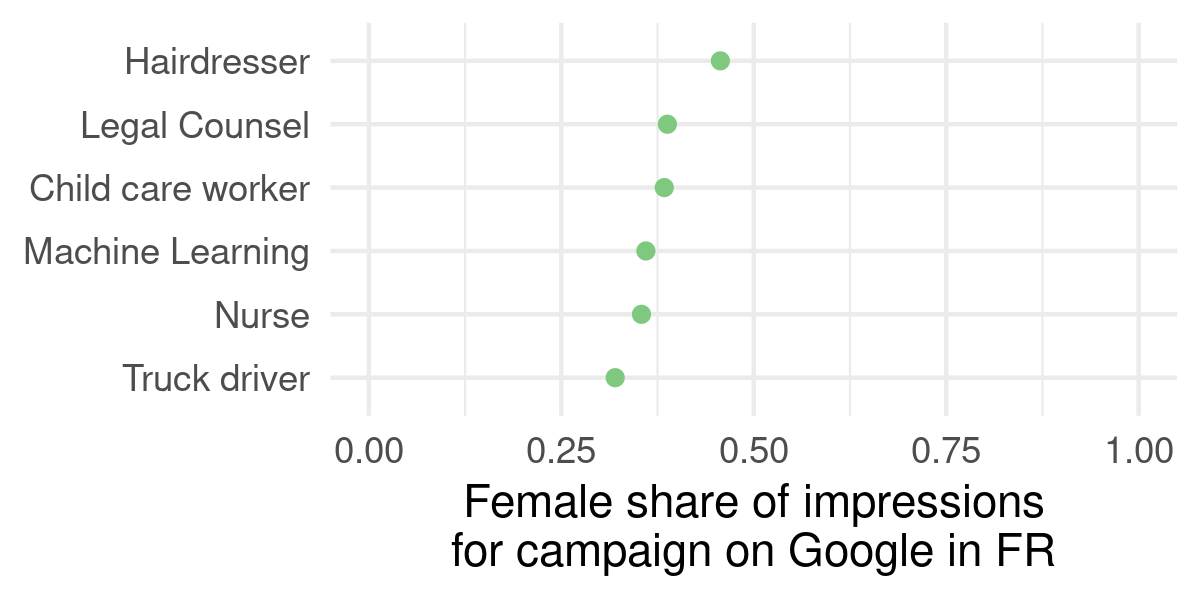 Hairdresser
Legal Counsel
Child care worker
Machine Learning
Nurse
Truck driver
0.00 0.25 0.50 0.75 1.00
Female share of impressions
for campaign on Google in FR